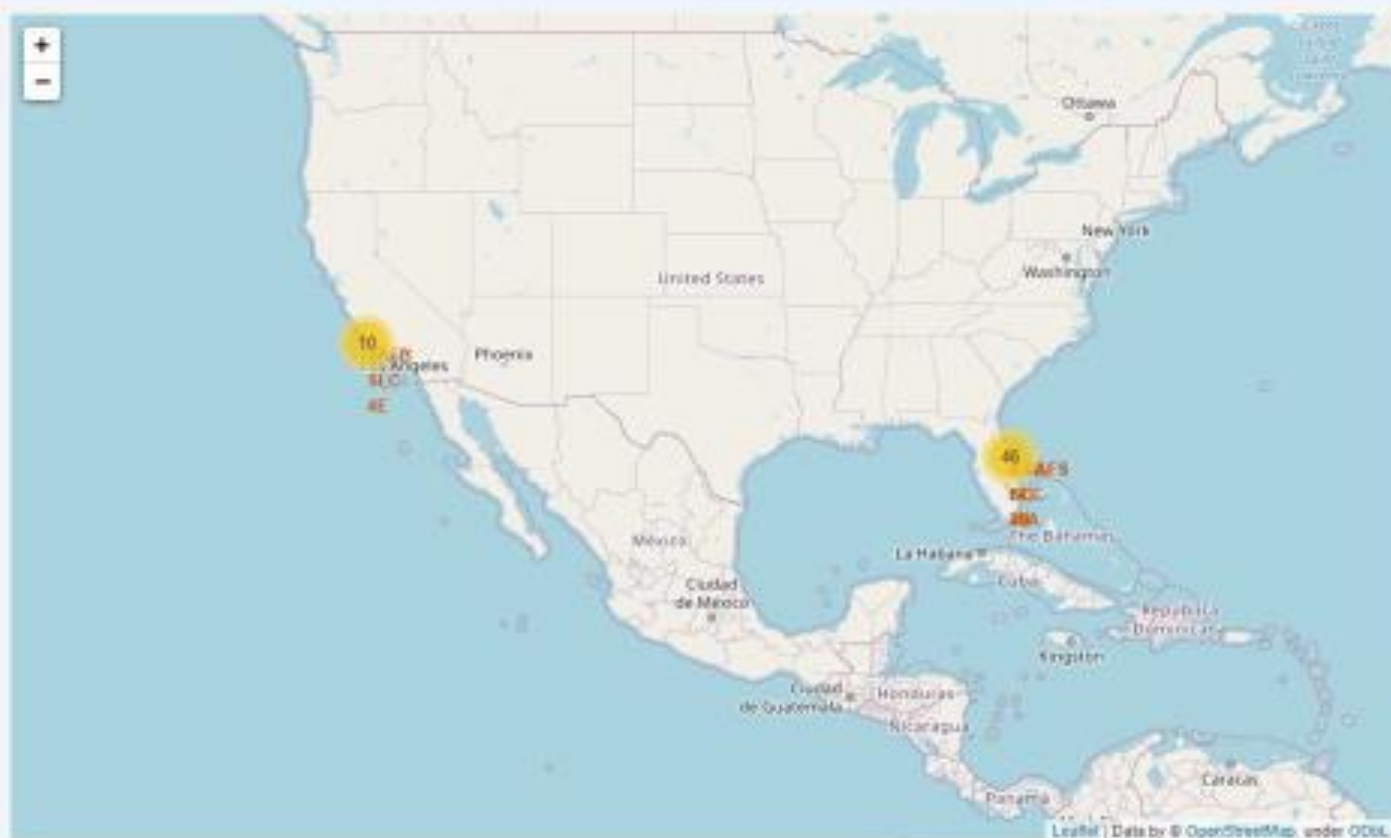 +
−
Ottawa
New York
Washington
United States
10
Angeles
Phoenix
4E
46
México
La Habana
The Bahamas
Cuba
Ciudad
de México
República
Dominicana
Kingston
Ciudad
de Guatemala
Honduras
Nicaragua
Caracas
Panamá
Leaflet | Data by © OpenStreetMap, under ODbL